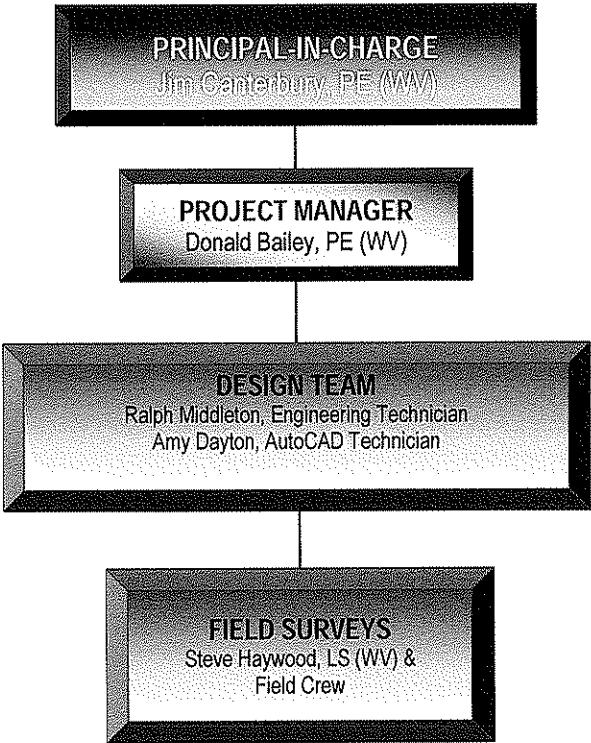 PRINCIPAL-IN-CHARGE
Jim Canterbury, PE (WV)
PROJECT MANAGER
Donald Bailey, PE (WV)
DESIGN TEAM
Ralph Middleton, Engineering Technician
Amy Dayton, AutoCAD Technician
FIELD SURVEYS
Steve Haywood, LS (WV) &
Field Crew